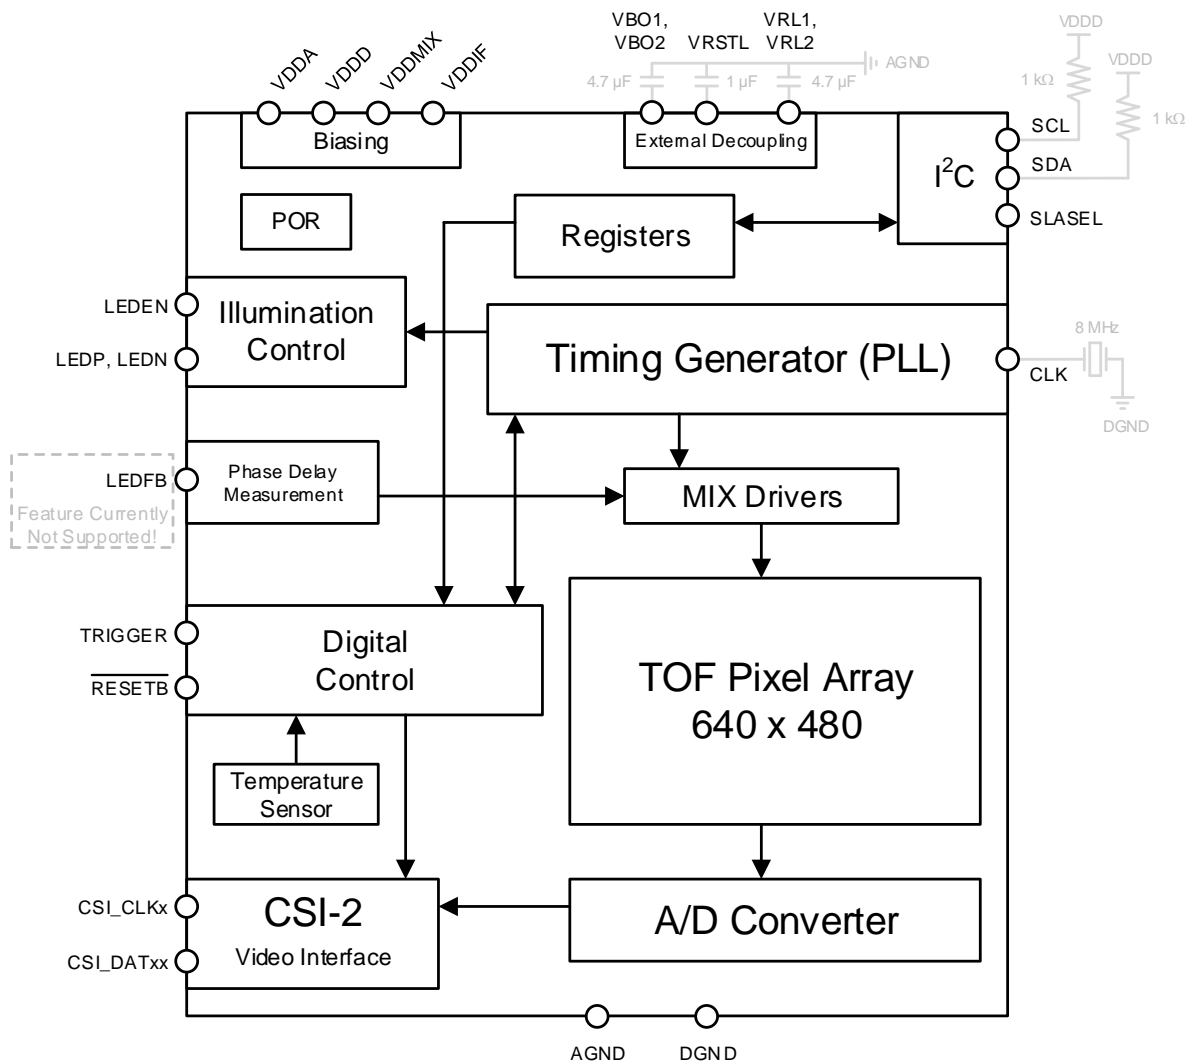 VBO1,
VBO2
VRSTL
VRL1,
VRL2
VDDD
VDDA
VDDD
VDDMIX
VDDIF
4.7 µF
1 µF
4.7 µF
AGND
1 kΩ
VDDD
1 kΩ
Biasing
External Decoupling
I²C
SCL
SDA
SLASEL
POR
Registers
LEDEN
LEDP, LEDN
Illumination
Control
Timing Generator (PLL)
8 MHz
CLK
DGND
LEDFB
Feature Currently
Not Supported!
Phase Delay
Measurement
MIX Drivers
TRIGGER
RESETB
Digital
Control
TOF Pixel Array
640 x 480
Temperature
Sensor
CSI_CLKx
CSI_DATxx
CSI-2
Video Interface
A/D Converter
AGND
DGND